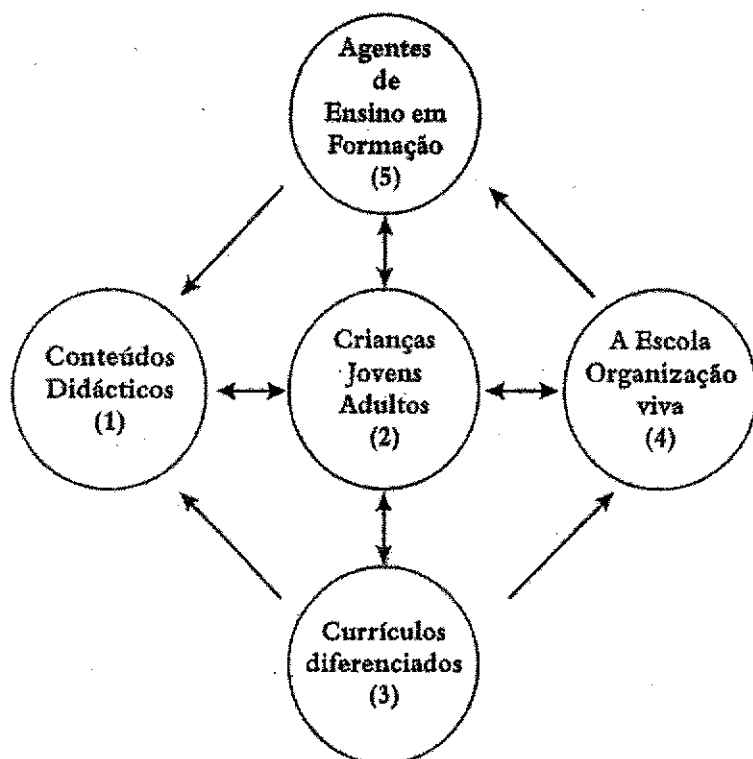 Agentes
de
Ensino em
Formação
(5)
Conteúdos
Didácticos
(1)
Crianças
Jovens
Adultos
(2)
A Escola
Organização
viva
(4)
Currículos
diferenciados
(3)